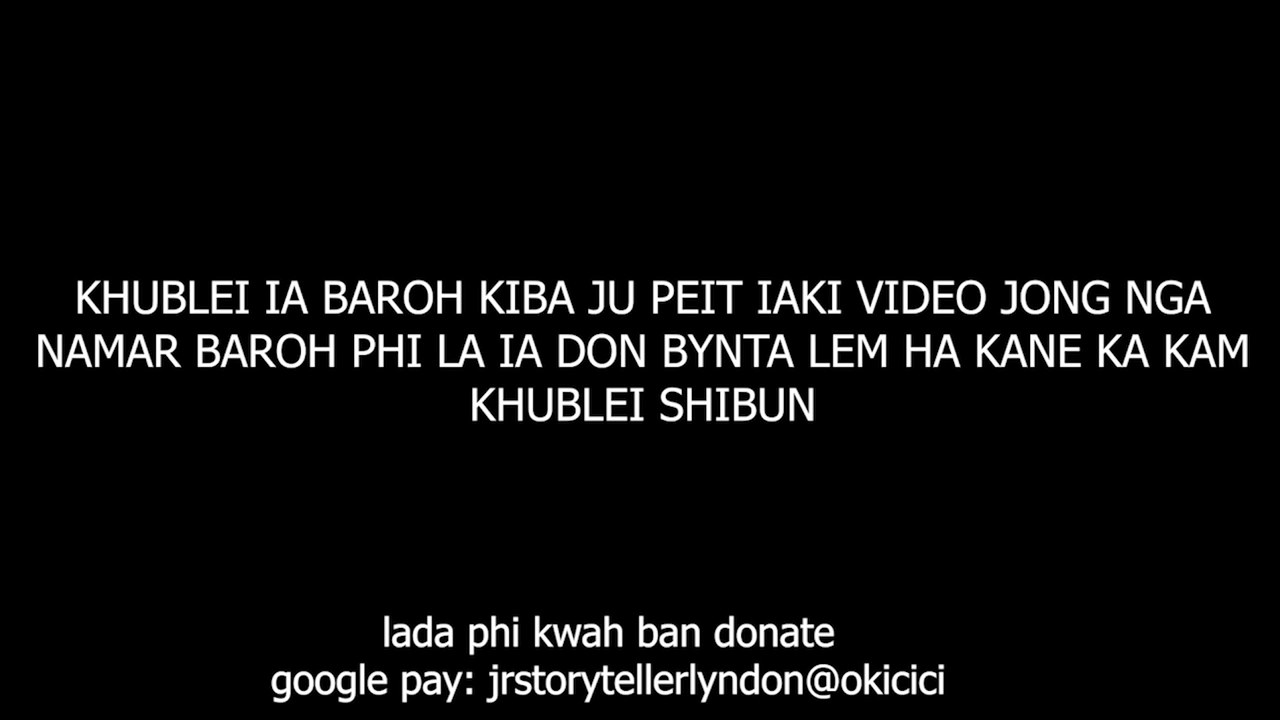 KHUBLEI IA BAROH KIBA JU PEIT IAKI VIDEO JONG NGA
NAMAR BAROH PHI LA IA DON BYNTA LEM HA KANE KA KAM
KHUBLEI SHIBUN
lada phi kwah ban donate
google pay: jrstorytellerlyndon@okicici